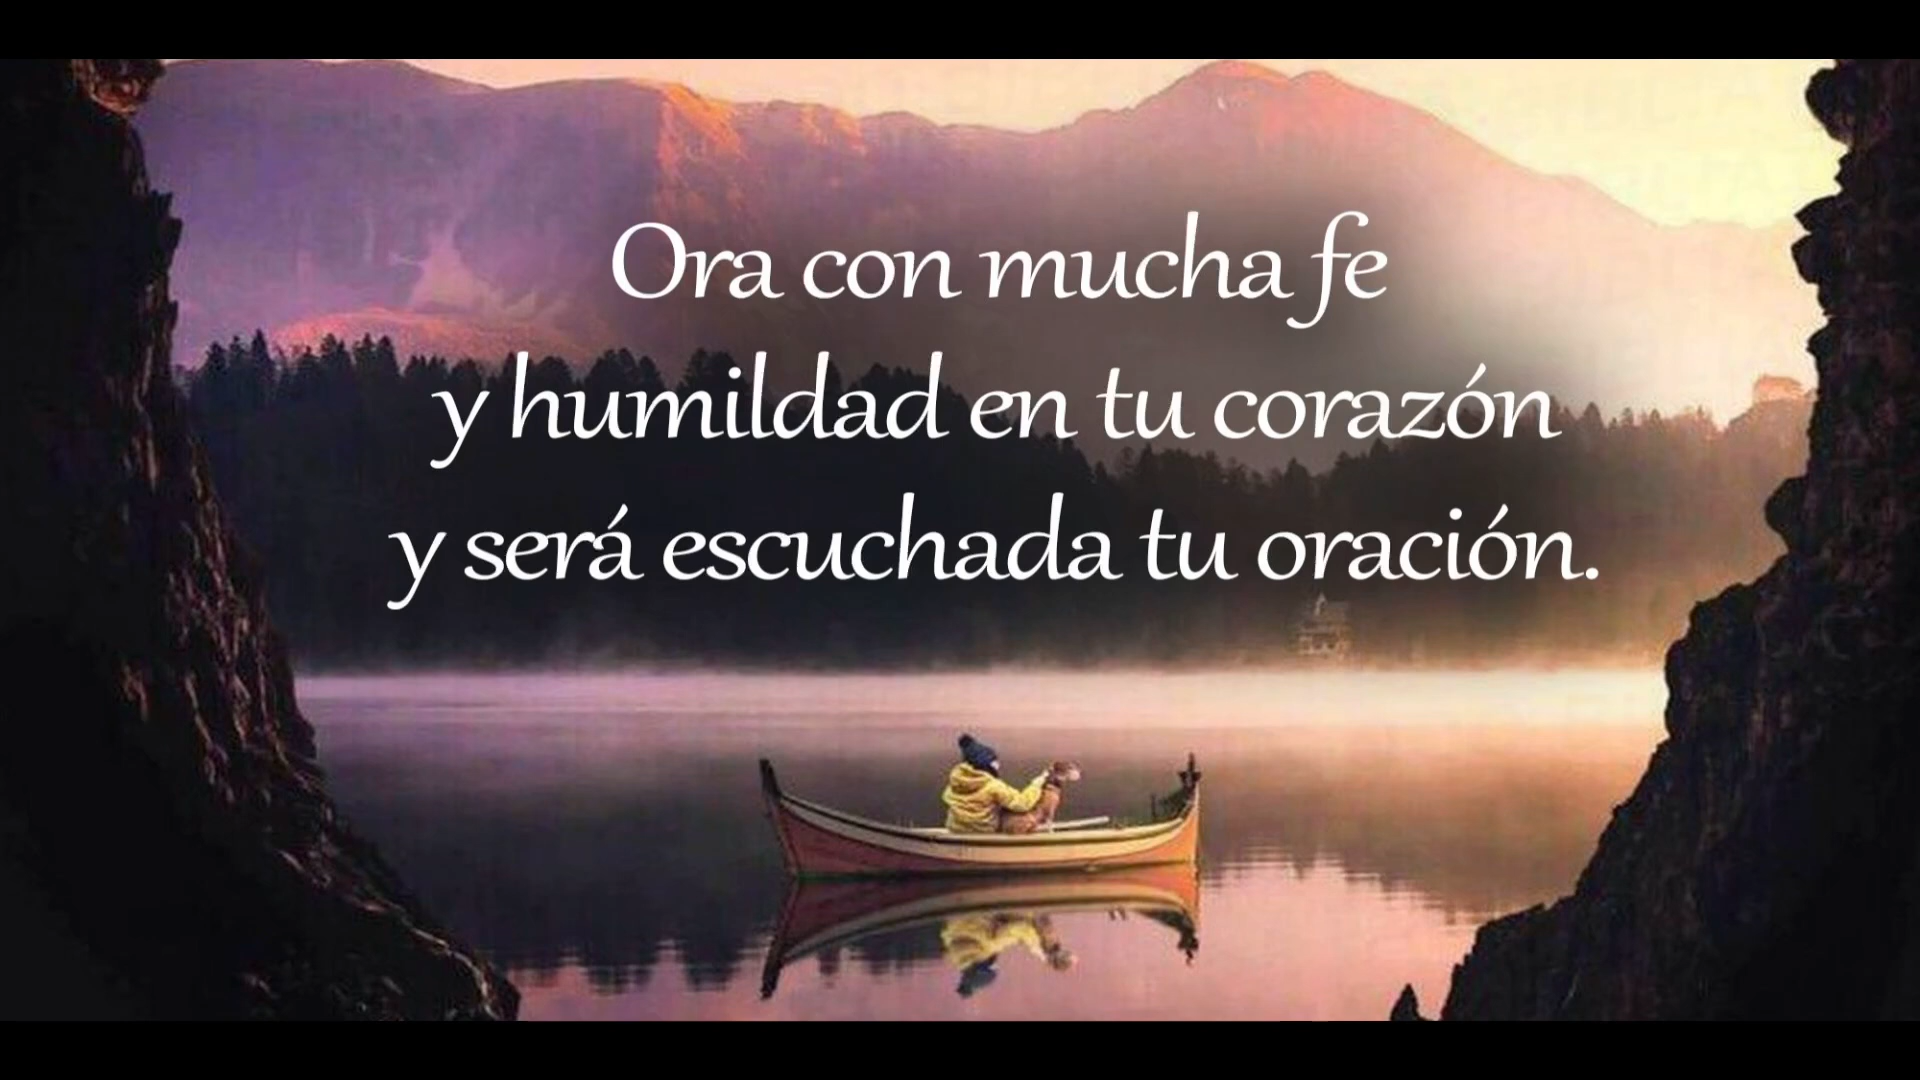 Ora con mucha fe
y humildad en tu corazón
y será escuchada tu oración.